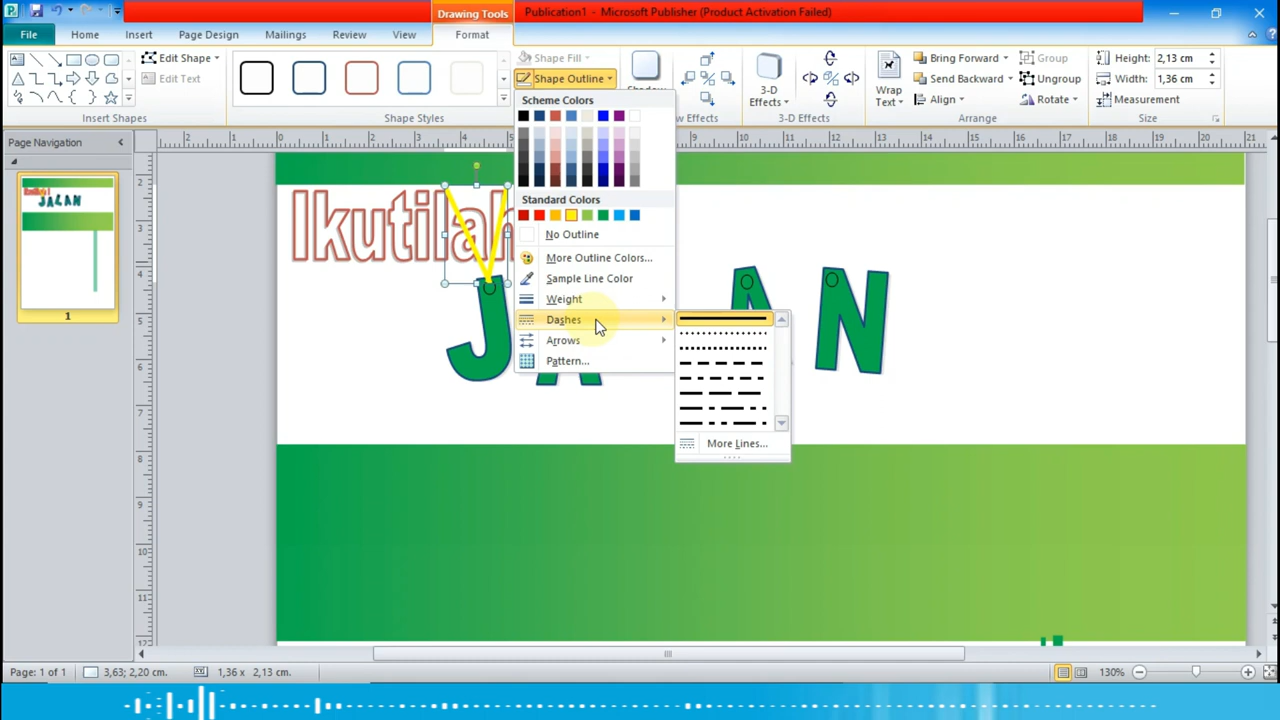 Drawing Tools
Publication1 - Microsoft Publisher (Product Activation Failed)
File
Home
Insert
Page Design
Mailings
Review
View
Format
Edit Shape
Edit Text
Insert Shapes
Shape Styles
Shape Fill
Shape Outline
3-D
Effects
3-D Effects
Wrap
Text
Bring Forward
Send Backward
Align
Group
Ungroup
Rotate
Arrange
Height: 2,13 cm
Width: 1,36 cm
Measurement
Size
Page Navigation
1
Scheme Colors
Standard Colors
No Outline
More Outline Colors...
Sample Line Color
Weight
Dashes
Arrows
Pattern...
More Lines...
Ikutilah
JALAN
Page: 1 of 1
3,63; 2,20 cm.
1,36 x 2,13 cm.
130%